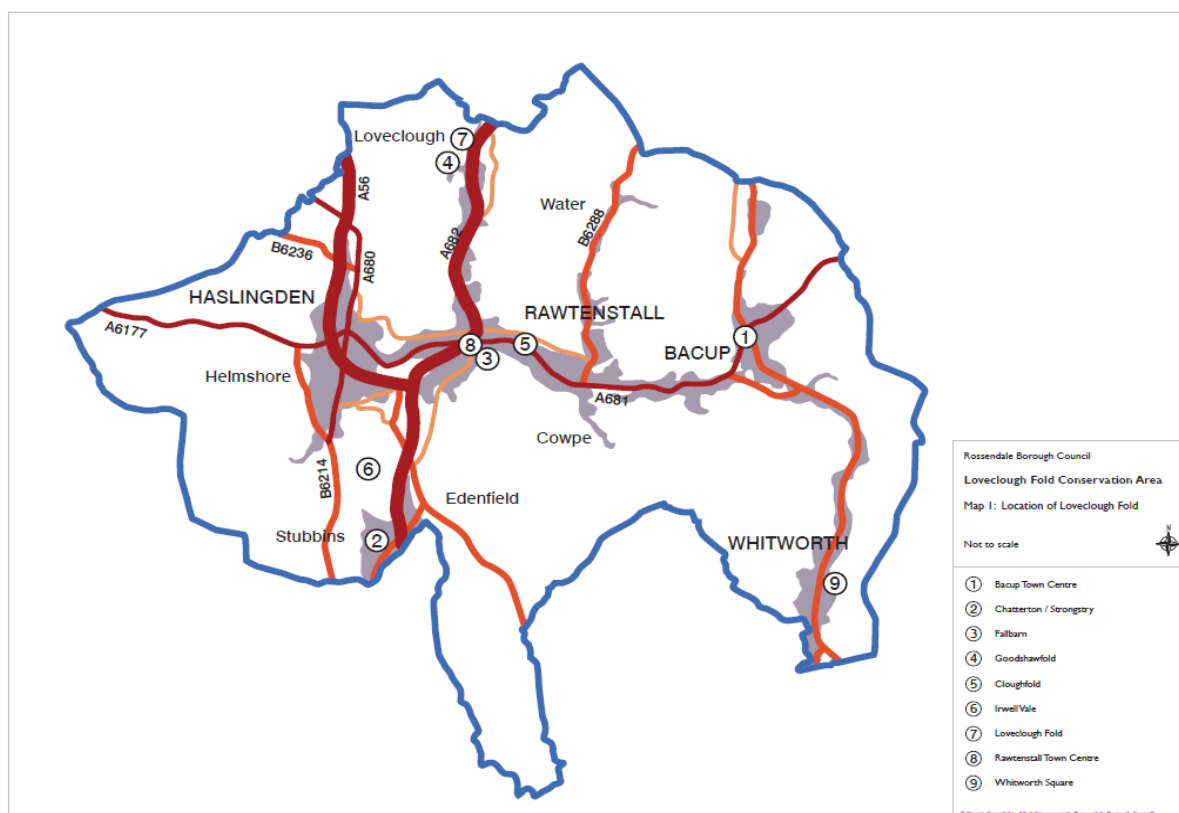 Loveclough
7
4
A56
Water
B6288
A682
B6236
A680
HASLINGDEN
RAWTENSTALL
A6177
8
3
5
1
BACUP
Helmshore
A681
Cowpe
6
B6214
Edenfield
Stubbins
2
WHITWORTH
9
Rossendale Borough Council
Loveclough Fold Conservation Area
Map 1: Location of Loveclough Fold
Not to scale
N
1 Bacup Town Centre
2 Chatterton / Strongstry
3 Fallbarn
4 Goodshawfold
5 Cloughfold
6 Irwell Vale
7 Loveclough Fold
8 Rawtenstall Town Centre
9 Whitworth Square